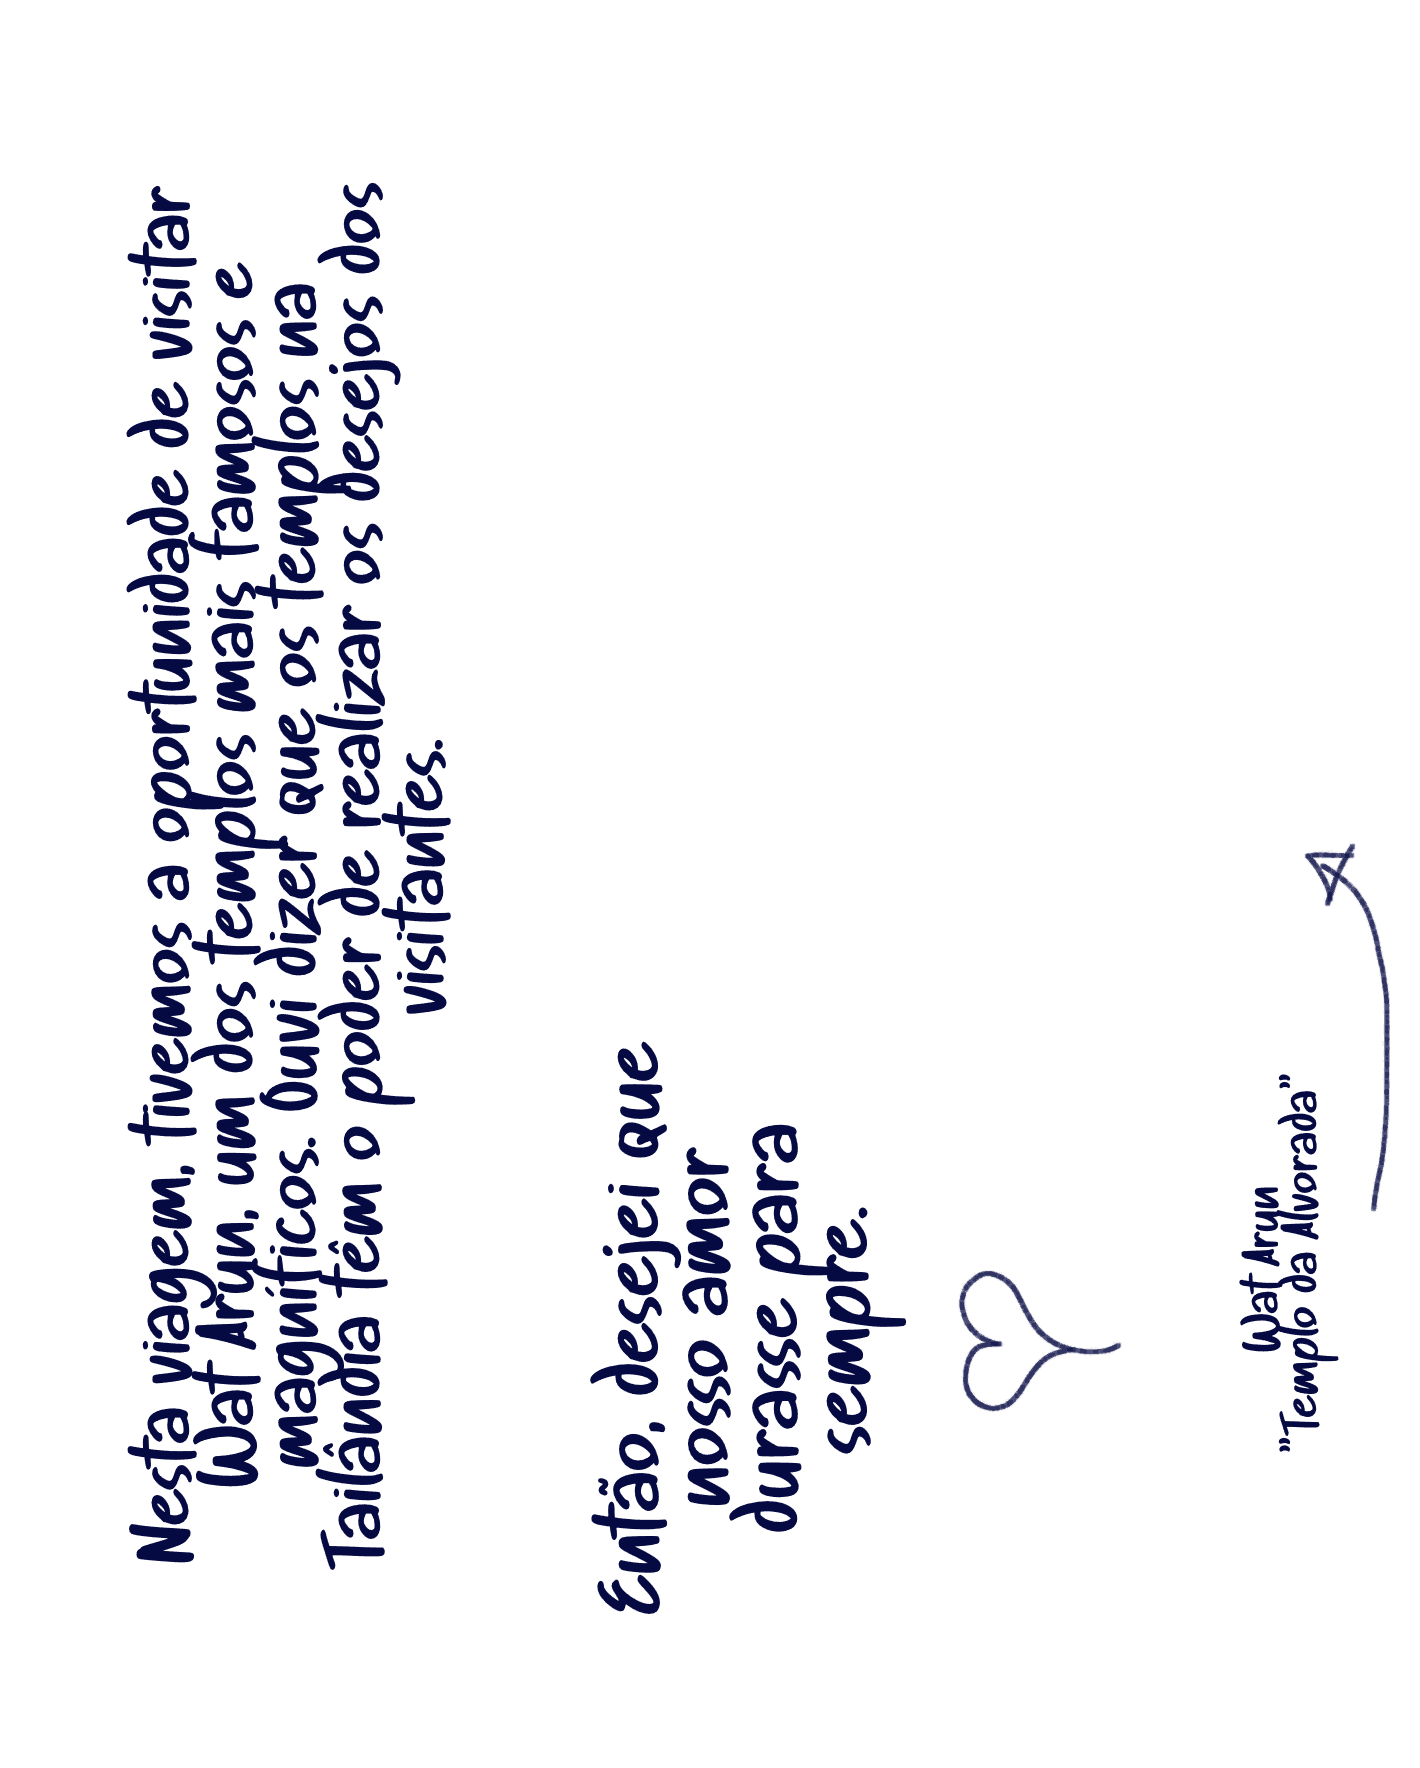 Nesta viagem, tivemos a oportunidade de visitar
Wat Arun, um dos templos mais famosos e
magníficos. Ouvi dizer que os templos na
Tailândia têm o poder de realizar os desejos dos
visitantes.
Então, desejei que
nosso amor
durasse para
sempre.
Wat Arun
"Templo da Alvorada"